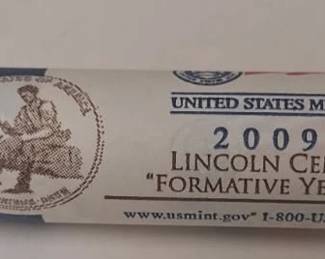 UNITED STATES M
2009
LINCOLN CE
"FORMATIVE YE
www.usmint.gov* 1-800-U